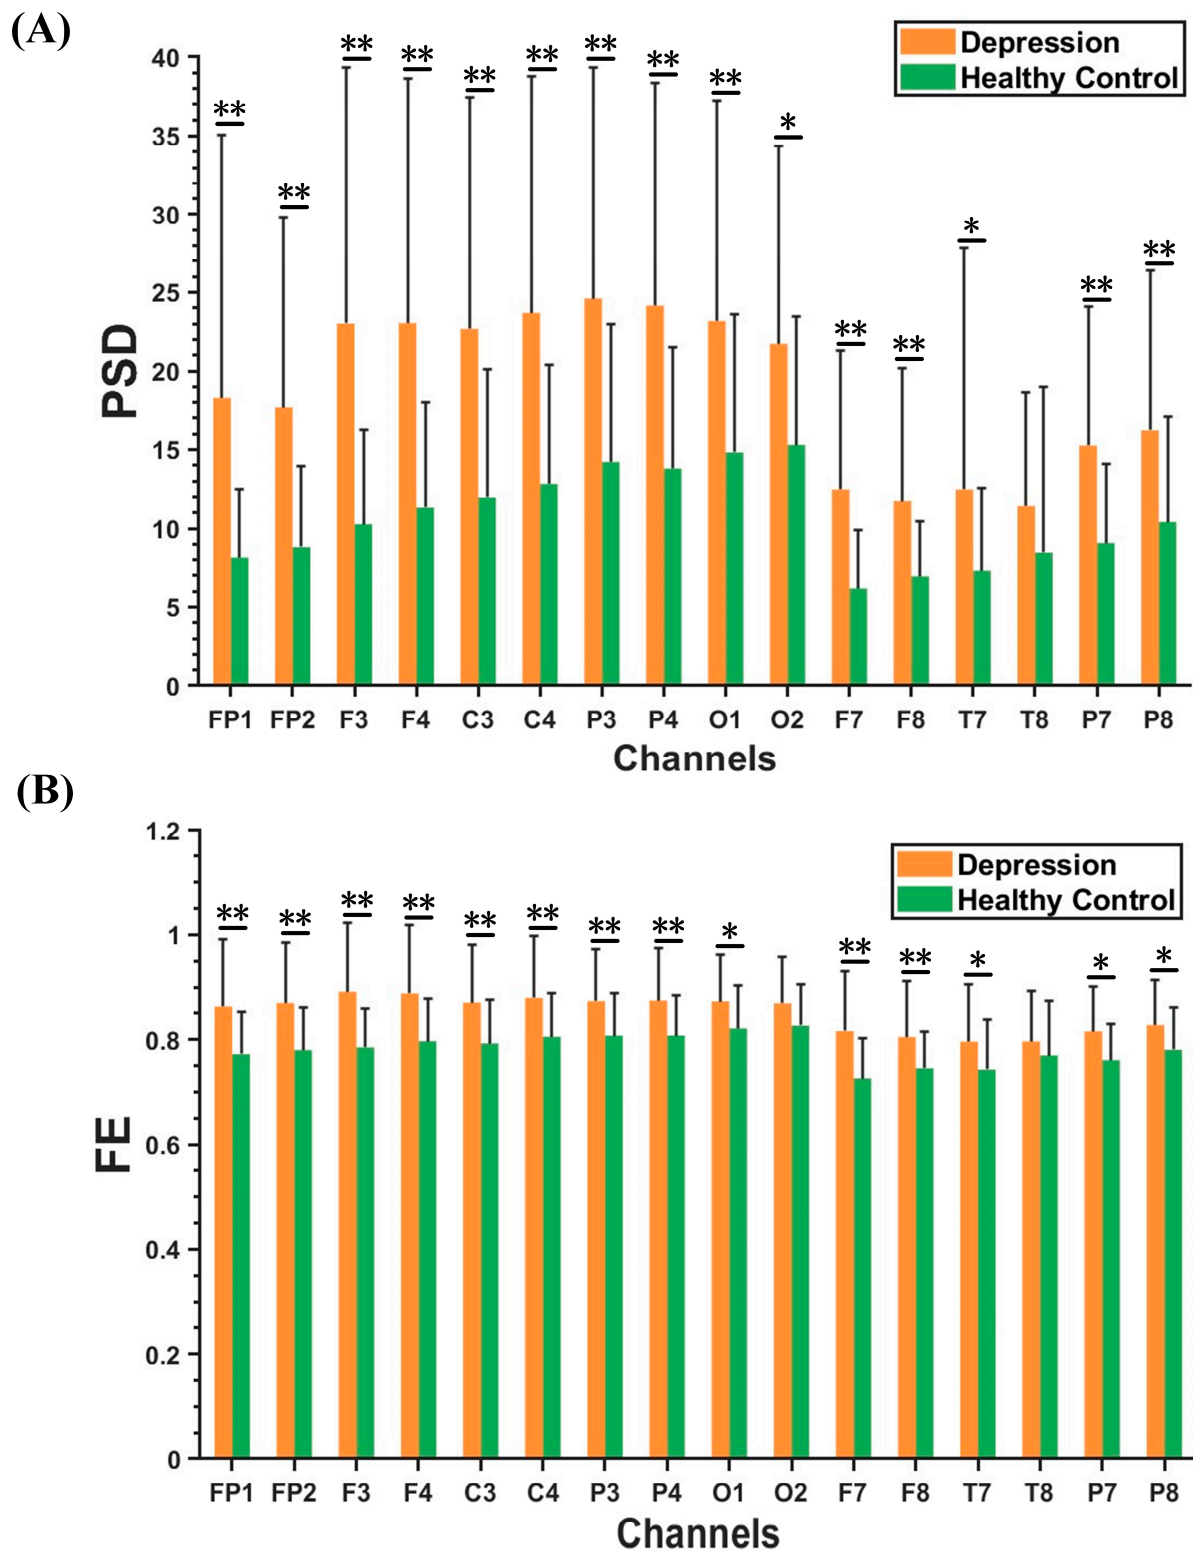 (A)
Depression
Healthy Control
** ** ** ** ** ** ** ** ** * ** ** * ** **
PSD
40
35
30
25
20
15
10
5
0
FP1 FP2 F3 F4 C3 C4 P3 P4 O1 O2 F7 F8 T7 T8 P7 P8
Channels
(B)
Depression
Healthy Control
** ** ** ** ** ** ** ** * ** ** * * *
FE
1.2
1
0.8
0.6
0.4
0.2
0
FP1 FP2 F3 F4 C3 C4 P3 P4 O1 O2 F7 F8 T7 T8 P7 P8
Channels